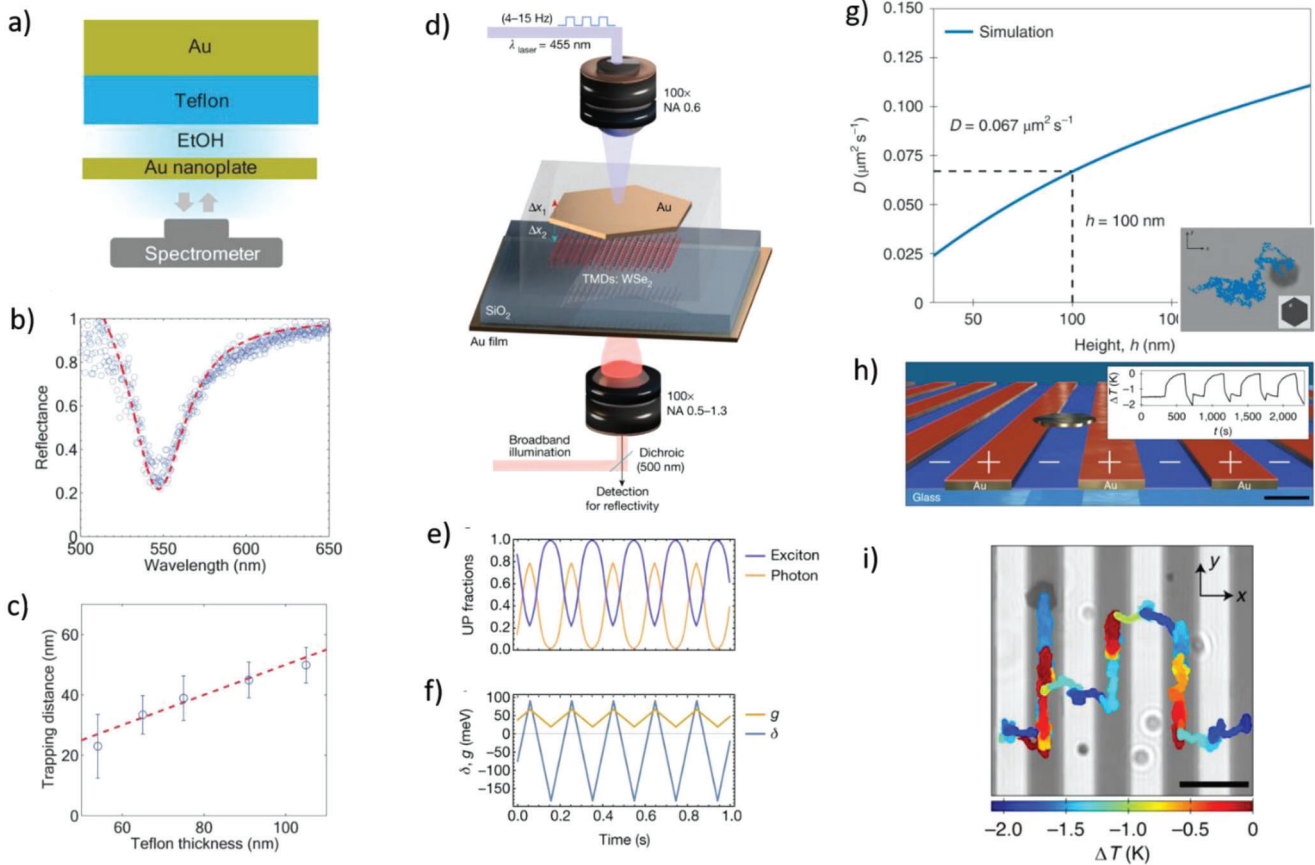 a)
Au
Teflon
EtOH
Au nanoplate
Spectrometer
b)
Reflectance
1
0.8
0.6
0.4
0.2
0
500
550
600
650
Wavelength (nm)
c)
Trapping distance (nm)
60
40
20
0
60
80
100
Teflon thickness (nm)
d)
(4–15 Hz)
λ laser = 455 nm
100×
NA 0.6
Δx1
Au
Δx2
TMDs: WSe2
SiO2
Au film
100×
NA 0.5–1.3
Broadband
illumination
Dichroic
(500 nm)
Detection
for reflectivity
e)
UP fractions
1.0
0.8
0.6
0.4
0.2
0.0
Exciton
Photon
f)
δ, g (meV)
100
50
0
−50
−100
−150
g
δ
0.0
0.2
0.4
0.6
0.8
1.0
Time (s)
g)
D (μm² s⁻¹)
0.150
0.125
0.100
0.075
0.050
0.025
0
Simulation
D = 0.067 μm² s⁻¹
h = 100 nm
50
100
Height, h (nm)
h)
ΔT (K)
0
−1
−2
0
500
1,000
1,500
2,000
t (s)
− + − + − + −
Au
Au
Au
Glass
i)
y
x
−2.0
−1.5
−1.0
−0.5
0
ΔT (K)